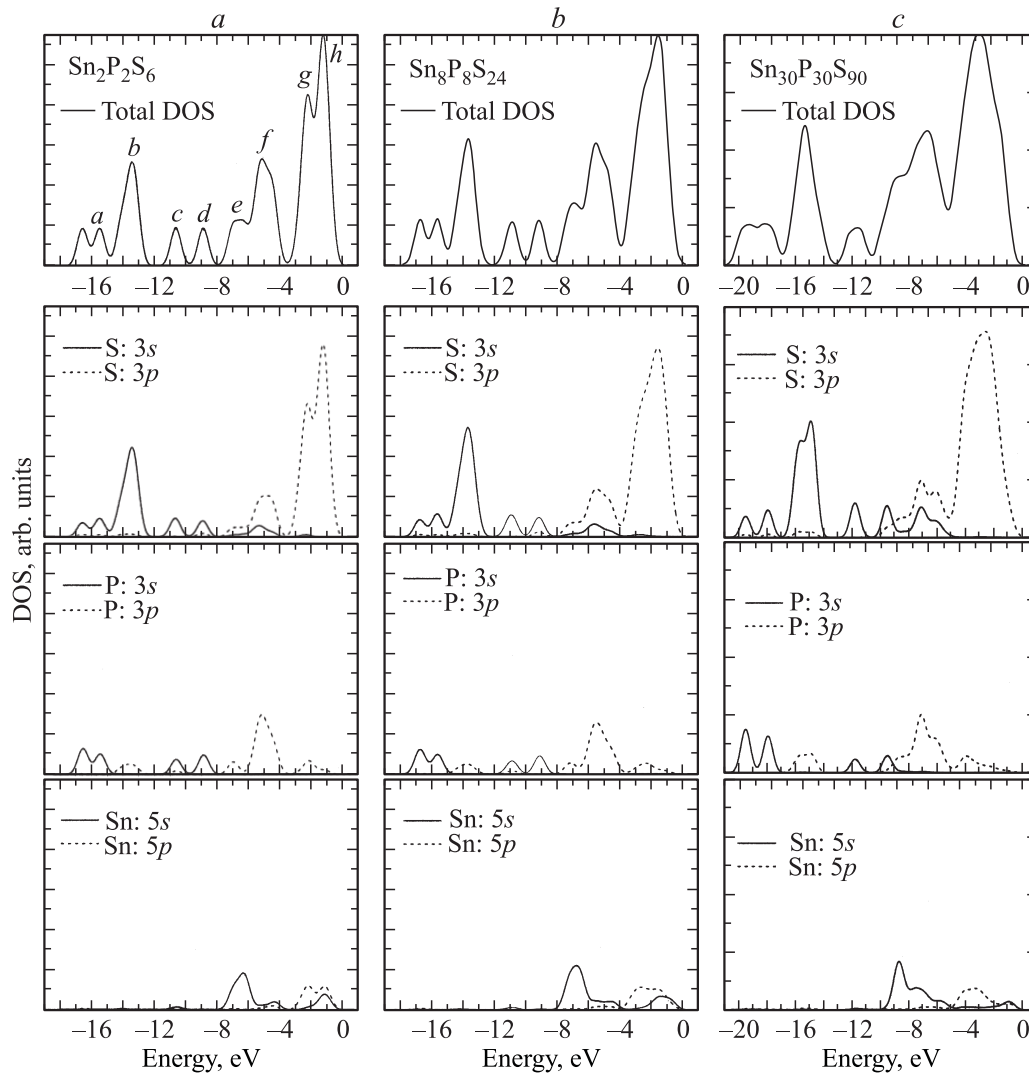 a b c
Sn2P2S6 Sn8P8S24 Sn30P30S90
Total DOS Total DOS Total DOS
a b c d e f g h
–16 –12 –8 –4 0 –16 –12 –8 –4 0 –20 –16 –12 –8 –4 0
S: 3s S: 3s S: 3s
S: 3p S: 3p S: 3p
DOS, arb. units
P: 3s P: 3s P: 3s
P: 3p P: 3p P: 3p
Sn: 5s Sn: 5s Sn: 5s
Sn: 5p Sn: 5p Sn: 5p
–16 –12 –8 –4 0 –16 –12 –8 –4 0 –20 –16 –12 –8 –4 0
Energy, eV Energy, eV Energy, eV